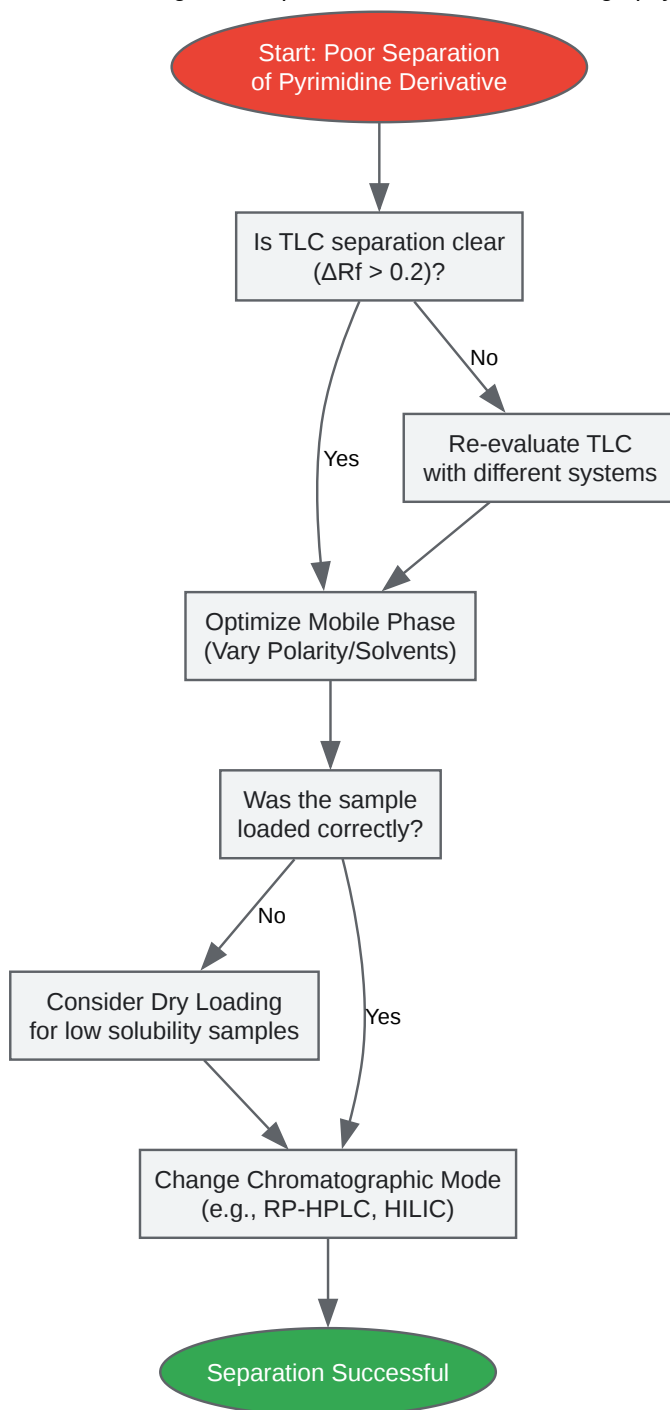 Start: Poor Separation
of Pyrimidine Derivative
Is TLC separation clear
(ΔRf > 0.2)?
No
Yes
Re-evaluate TLC
with different systems
Optimize Mobile Phase
(Vary Polarity/Solvents)
Was the sample
loaded correctly?
No
Yes
Consider Dry Loading
for low solubility samples
Change Chromatographic Mode
(e.g., RP-HPLC, HILIC)
Separation Successful